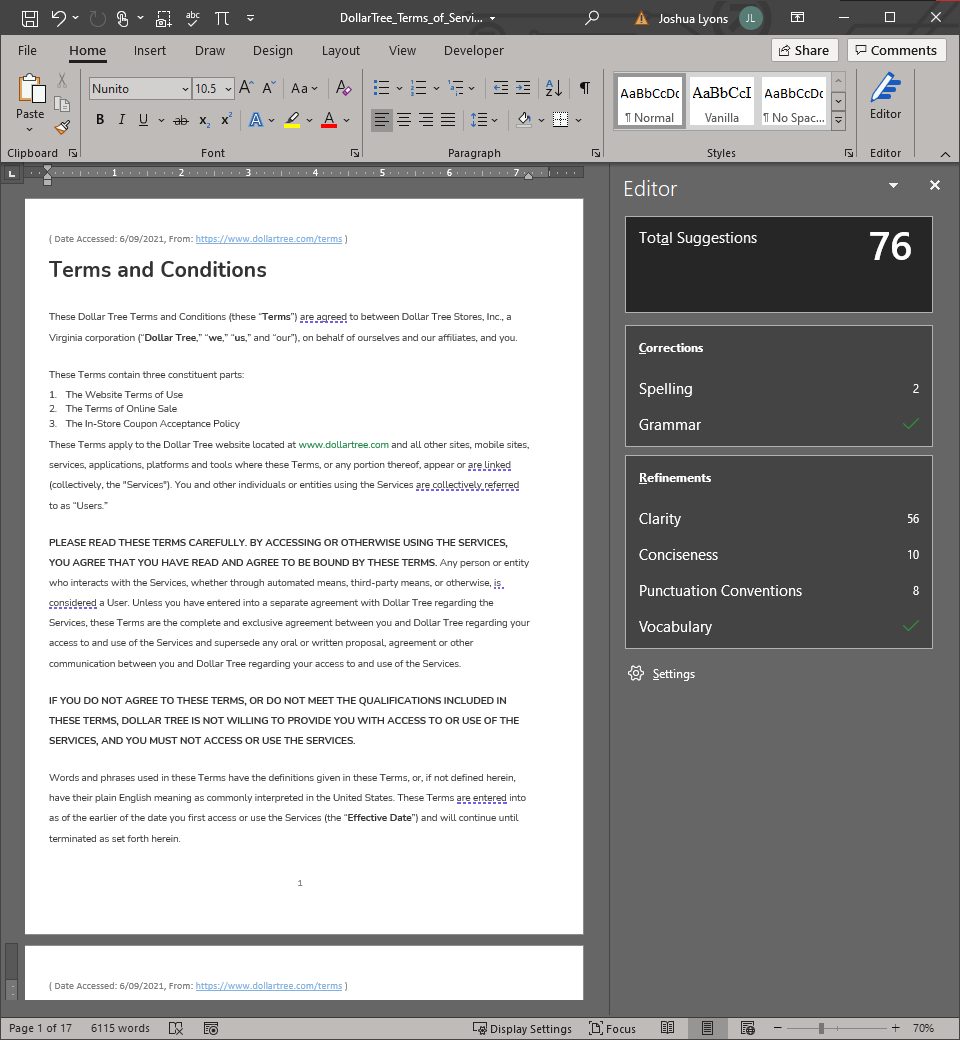 DollarTree_Terms_of_Servi...
Joshua Lyons
JL
abc
File
Home
Insert
Draw
Design
Layout
View
Developer
Share
Comments
Paste
Nunito
10.5
A
A
Aa
A
B
I
U
ab
x2
x2
A
A
AaBbCcDc
¶ Normal
AaBbCcI
Vanilla
AaBbCcDc
¶ No Spac...
Editor
Clipboard
Font
Paragraph
Styles
Editor
1 2 3 4 5 6 7
( Date Accessed: 6/09/2021, From: https://www.dollartree.com/terms )
Terms and Conditions
These Dollar Tree Terms and Conditions (these “Terms”) are agreed to between Dollar Tree Stores, Inc., a
Virginia corporation (“Dollar Tree,” “we,” “us,” and “our”), on behalf of ourselves and our affiliates, and you.
These Terms contain three constituent parts:
1. The Website Terms of Use
2. The Terms of Online Sale
3. The In-Store Coupon Acceptance Policy
These Terms apply to the Dollar Tree website located at www.dollartree.com and all other sites, mobile sites,
services, applications, platforms and tools where these Terms, or any portion thereof, appear or are linked
(collectively, the "Services"). You and other individuals or entities using the Services are collectively referred
to as “Users.”
PLEASE READ THESE TERMS CAREFULLY. BY ACCESSING OR OTHERWISE USING THE SERVICES,
YOU AGREE THAT YOU HAVE READ AND AGREE TO BE BOUND BY THESE TERMS. Any person or entity
who interacts with the Services, whether through automated means, third-party means, or otherwise, is
considered a User. Unless you have entered into a separate agreement with Dollar Tree regarding the
Services, these Terms are the complete and exclusive agreement between you and Dollar Tree regarding your
access to and use of the Services and supersede any oral or written proposal, agreement or other
communication between you and Dollar Tree regarding your access to and use of the Services.
IF YOU DO NOT AGREE TO THESE TERMS, OR DO NOT MEET THE QUALIFICATIONS INCLUDED IN
THESE TERMS, DOLLAR TREE IS NOT WILLING TO PROVIDE YOU WITH ACCESS TO OR USE OF THE
SERVICES, AND YOU MUST NOT ACCESS OR USE THE SERVICES.
Words and phrases used in these Terms have the definitions given in these Terms, or, if not defined herein,
have their plain English meaning as commonly interpreted in the United States. These Terms are entered into
as of the earlier of the date you first access or use the Services (the “Effective Date”) and will continue until
terminated as set forth herein.
1
( Date Accessed: 6/09/2021, From: https://www.dollartree.com/terms )
Editor
Total Suggestions
76
Corrections
Spelling 2
Grammar
Refinements
Clarity 56
Conciseness 10
Punctuation Conventions 8
Vocabulary
Settings
Page 1 of 17
6115 words
Display Settings
Focus
70%